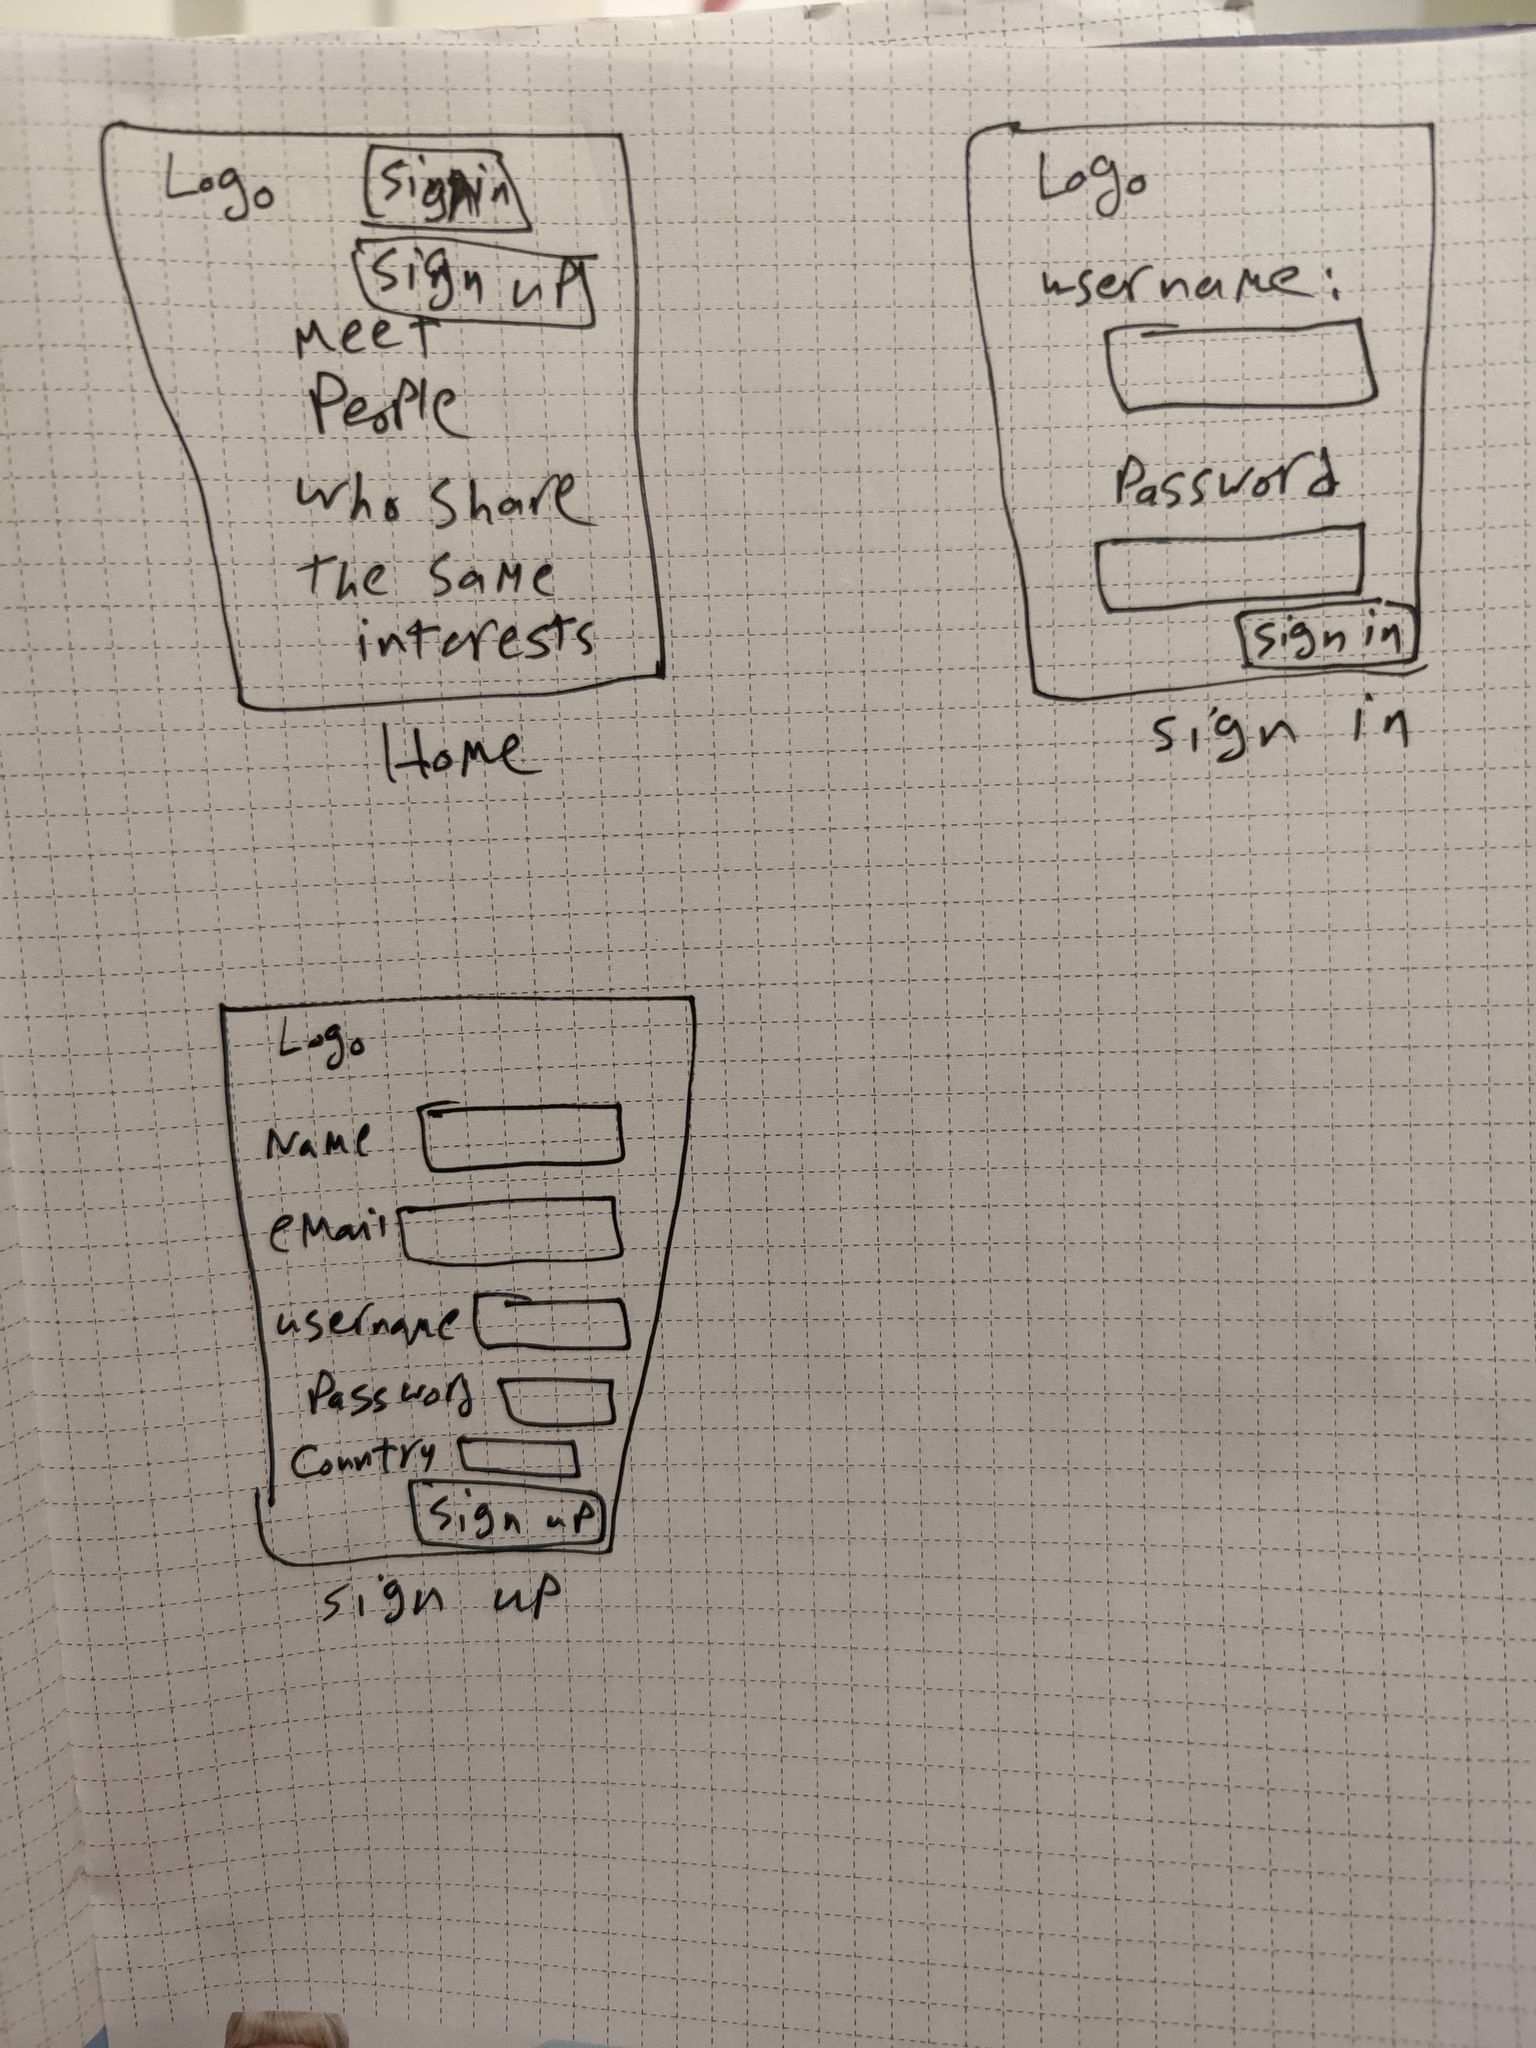 Logo
Sign in
Sign up
Meet
People
who share
the same
interests
Home
Logo
username:
Password
sign in
sign in
Logo
Name
eMail
username
Password
Country
sign up
sign up